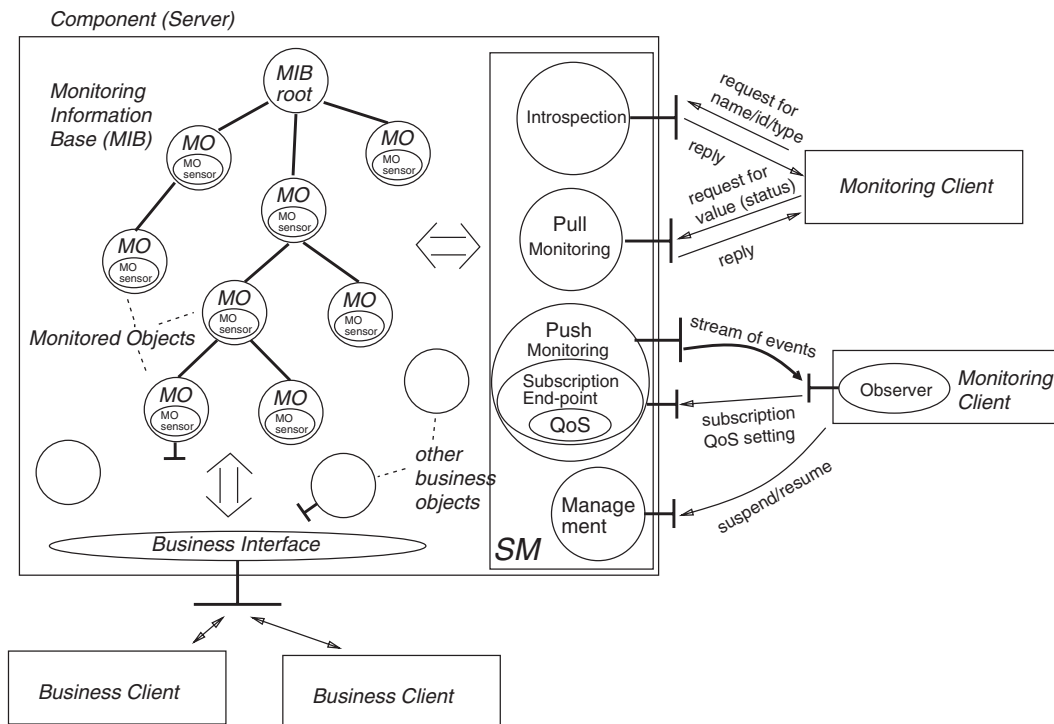 Component (Server)
Monitoring
Information
Base (MIB)
MIB
root
MO
MO
sensor
MO
MO
sensor
MO
MO
sensor
MO
MO
sensor
MO
MO
sensor
MO
MO
sensor
MO
MO
sensor
MO
MO
sensor
Monitored Objects
other
business
objects
Business Interface
Introspection
Pull
Monitoring
Push
Monitoring
Subscription
End-point
QoS
Manage
ment
SM
request for
name/id/type
reply
request for
value (status)
reply
Monitoring Client
stream of events
Observer
Monitoring
Client
subscription
QoS setting
suspend/resume
Business Client
Business Client